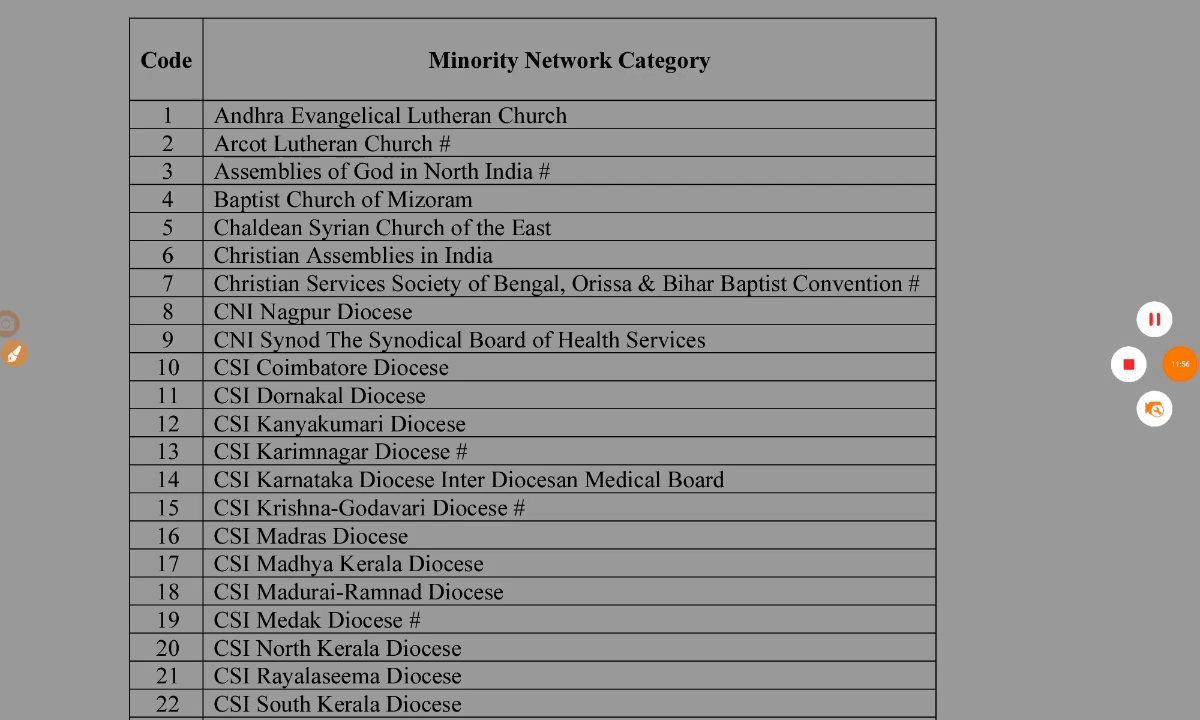 Code Minority Network Category
1 Andhra Evangelical Lutheran Church
2 Arcot Lutheran Church #
3 Assemblies of God in North India #
4 Baptist Church of Mizoram
5 Chaldean Syrian Church of the East
6 Christian Assemblies in India
7 Christian Services Society of Bengal, Orissa & Bihar Baptist Convention #
8 CNI Nagpur Diocese
9 CNI Synod The Synodical Board of Health Services
10 CSI Coimbatore Diocese
11 CSI Dornakal Diocese
12 CSI Kanyakumari Diocese
13 CSI Karimnagar Diocese #
14 CSI Karnataka Diocese Inter Diocesan Medical Board
15 CSI Krishna-Godavari Diocese #
16 CSI Madras Diocese
17 CSI Madhya Kerala Diocese
18 CSI Madurai-Ramnad Diocese
19 CSI Medak Diocese #
20 CSI North Kerala Diocese
21 CSI Rayalaseema Diocese
22 CSI South Kerala Diocese
11:56